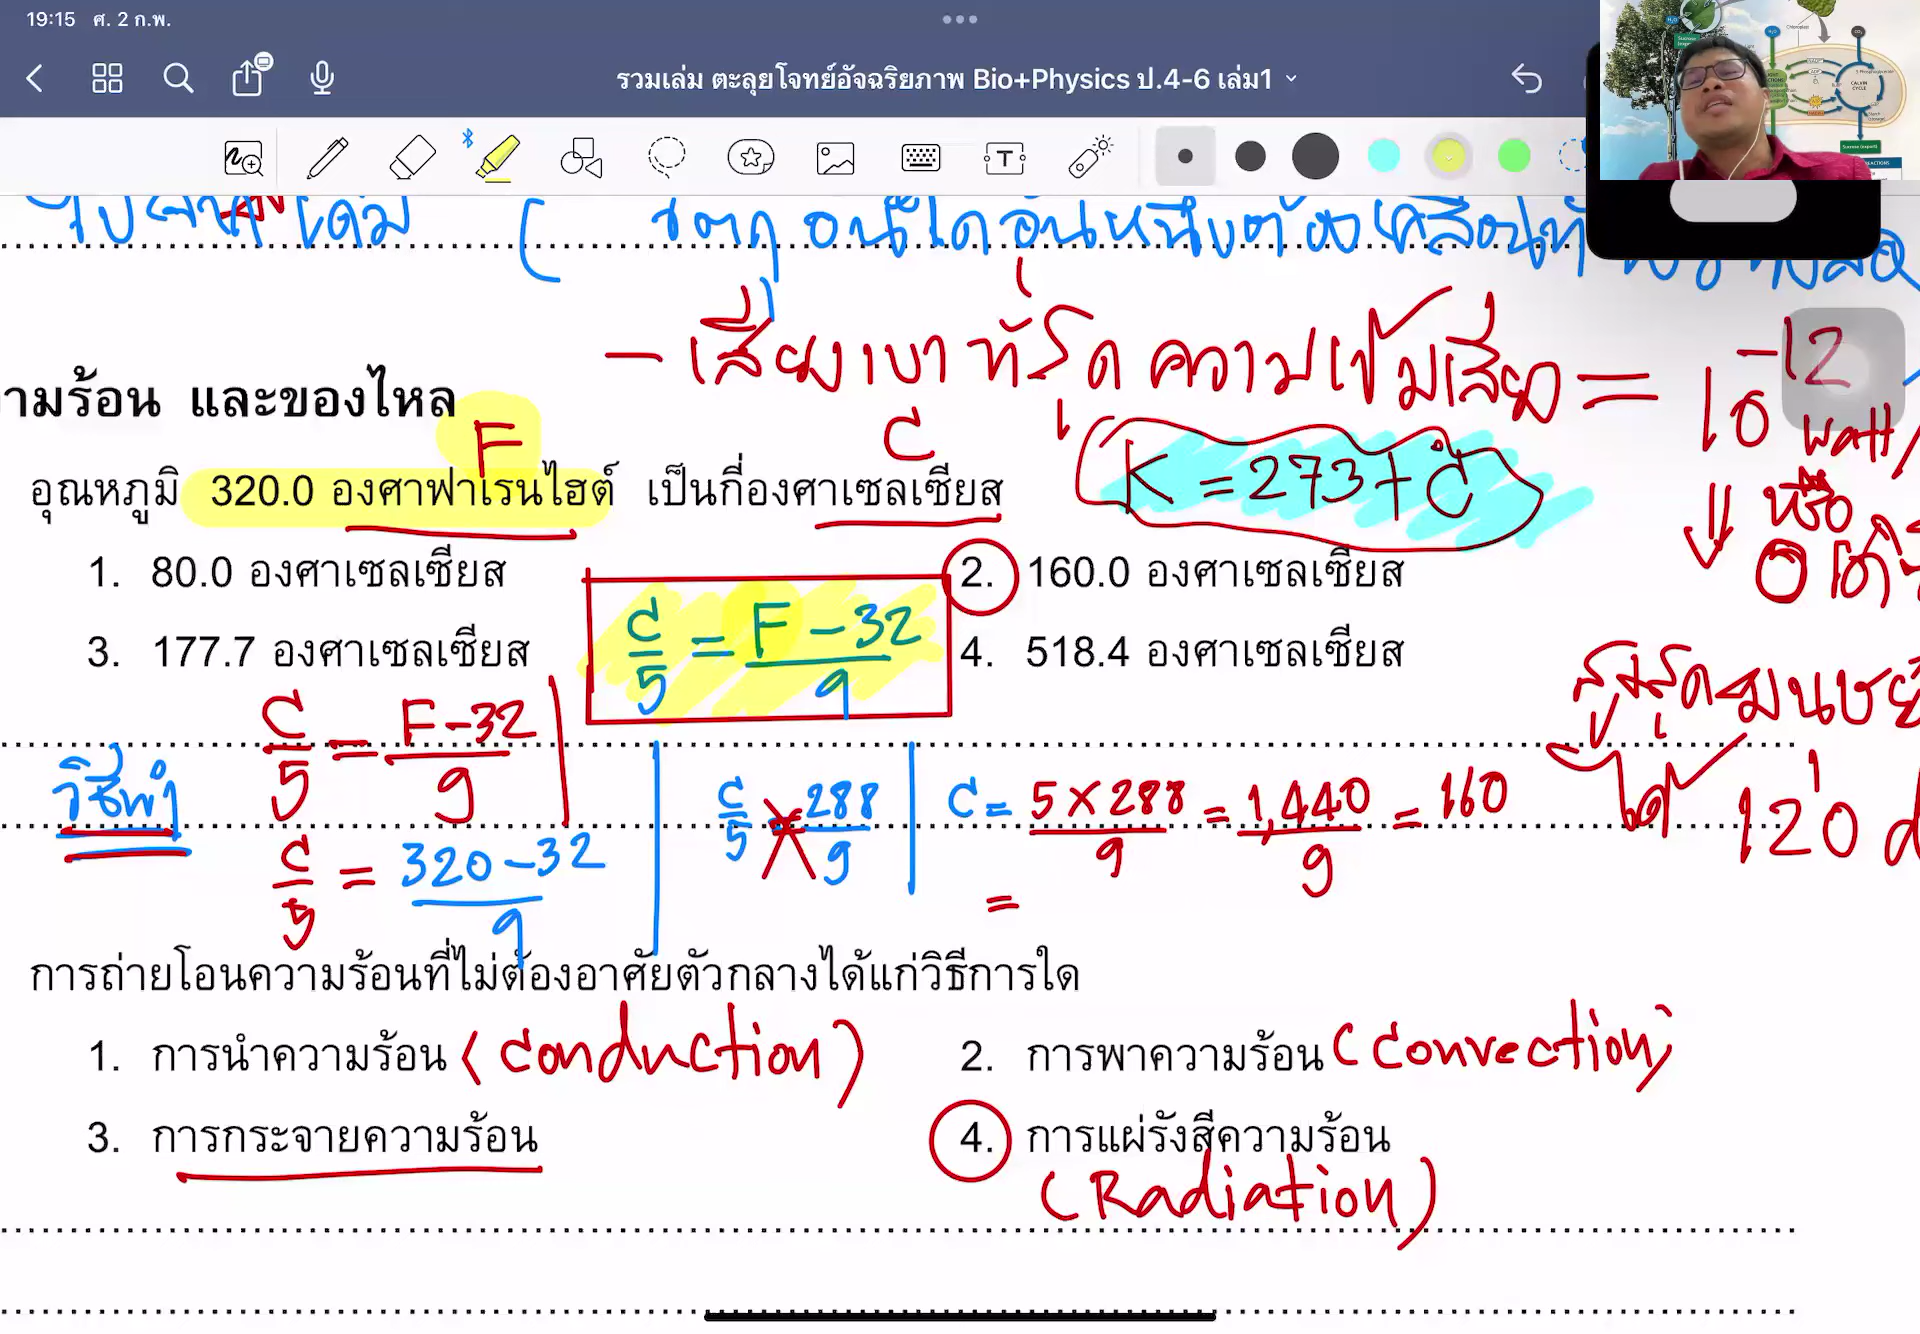 19:15 ศ. 2 ก.พ.
รวมเล่ม ตะลุยโจทย์อัจฉริยภาพ Bio+Physics ป.4-6 เล่ม1
- เสียงเบาที่สุด ความเข้มเสียง = 10 -12 watt/
ามร้อน และของไหล
F
C
K = 273 + C
หรือ
0
อุณหภูมิ 320.0 องศาฟาเรนไฮต์ เป็นกี่องศาเซลเซียส
1. 80.0 องศาเซลเซียส
2. 160.0 องศาเซลเซียส
3. 177.7 องศาเซลเซียส
4. 518.4 องศาเซลเซียส
C/5 = F - 32/9
C/5 = F - 32/9
วิธีทำ
C/5 = 320 - 32/9
C/5 288/9
C = 5 × 288/9 = 1,440/9 = 160
=
120 d
การถ่ายโอนความร้อนที่ไม่ต้องอาศัยตัวกลางได้แก่วิธีการใด
1. การนำความร้อน (conduction)
2. การพาความร้อน (convection)
3. การกระจายความร้อน
4. การแผ่รังสีความร้อน
(Radiation)